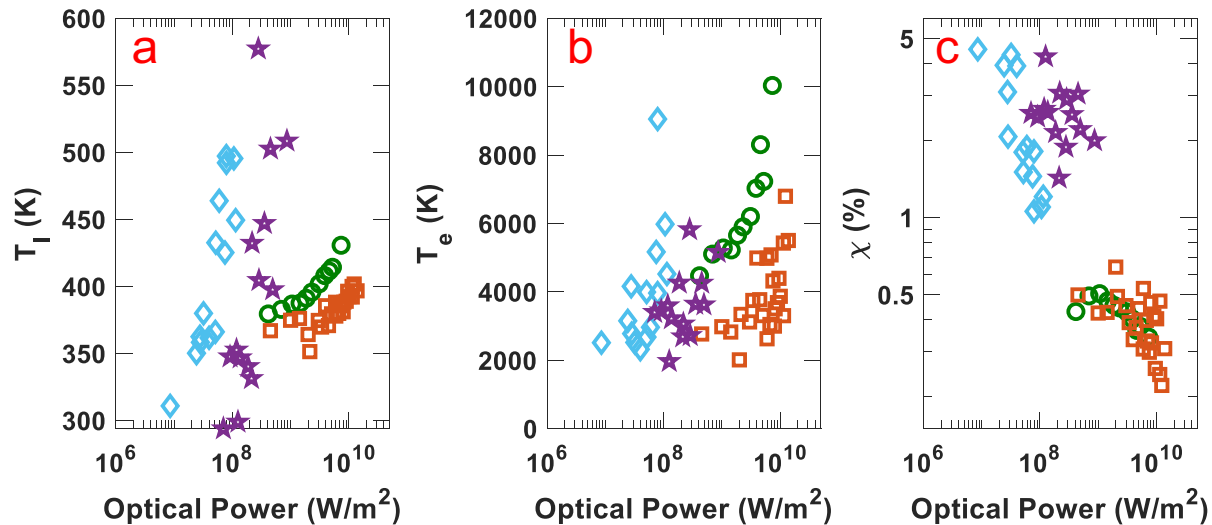 a
600
550
500
450
400
350
300
T_l (K)
10^6 10^8 10^10
Optical Power (W/m^2)
b
12000
10000
8000
6000
4000
2000
0
T_e (K)
10^6 10^8 10^10
Optical Power (W/m^2)
c
5
1
0.5
χ (%)
10^6 10^8 10^10
Optical Power (W/m^2)